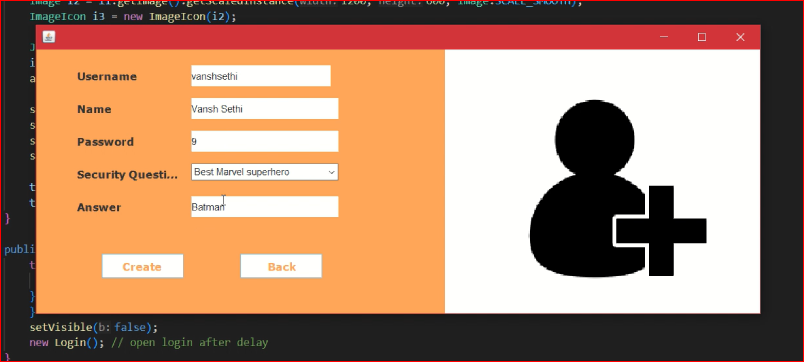 Image i2 = i1.getImage().getScaledInstance(width: 1200, height: 600, Image.SCALE_SMOOTH);
ImageIcon i3 = new ImageIcon(i2);
Username vanshsethi
Name Vansh Sethi
Password 9
Security Questi... Best Marvel superhero
Answer Batman
Create Back
}
public
}
}
setVisible(b: false);
new Login(); // open login after delay
}